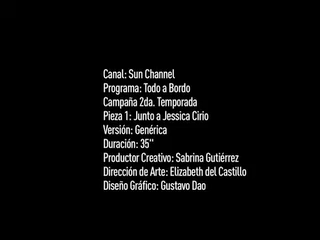 Canal: Sun Channel
Programa: Todo a Bordo
Campaña 2da. Temporada
Pieza 1: Junto a Jessica Cirio
Versión: Genérica
Duración: 35"
Productor Creativo: Sabrina Gutiérrez
Dirección de Arte: Elizabeth del Castillo
Diseño Gráfico: Gustavo Dao